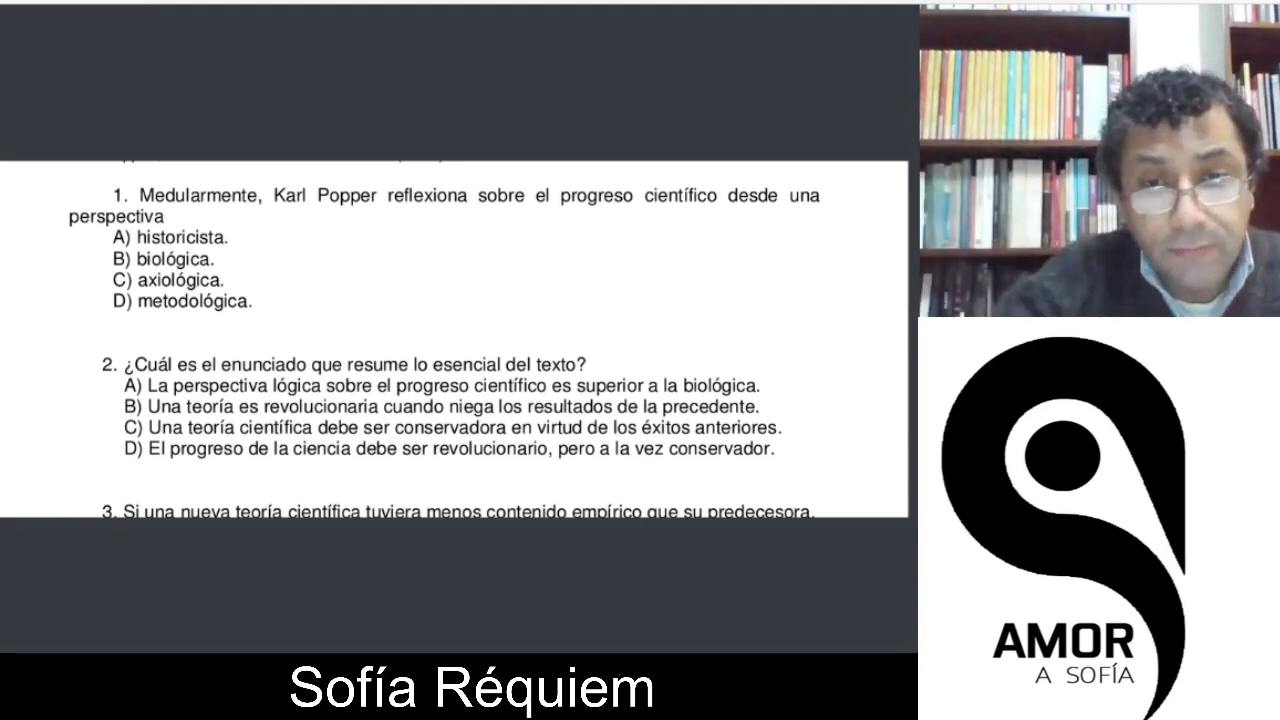 1. Medularmente, Karl Popper reflexiona sobre el progreso científico desde una
perspectiva
A) historicista.
B) biológica.
C) axiológica.
D) metodológica.
2. ¿Cuál es el enunciado que resume lo esencial del texto?
A) La perspectiva lógica sobre el progreso científico es superior a la biológica.
B) Una teoría es revolucionaria cuando niega los resultados de la precedente.
C) Una teoría científica debe ser conservadora en virtud de los éxitos anteriores.
D) El progreso de la ciencia debe ser revolucionario, pero a la vez conservador.
3. Si una nueva teoría científica tuviera menos contenido empírico que su predecesora,
AMOR
A SOFÍA
Sofía Réquiem